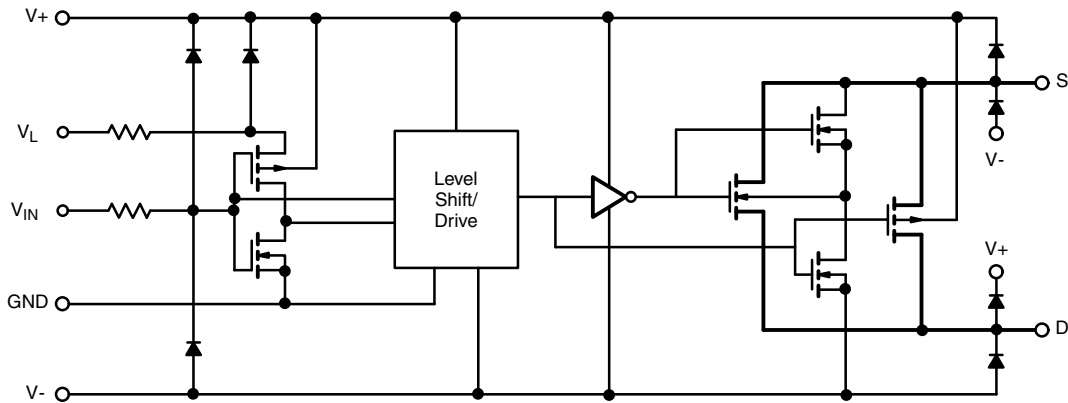 V+
S
VL
V-
Level
Shift/
Drive
VIN
V+
GND
D
V-